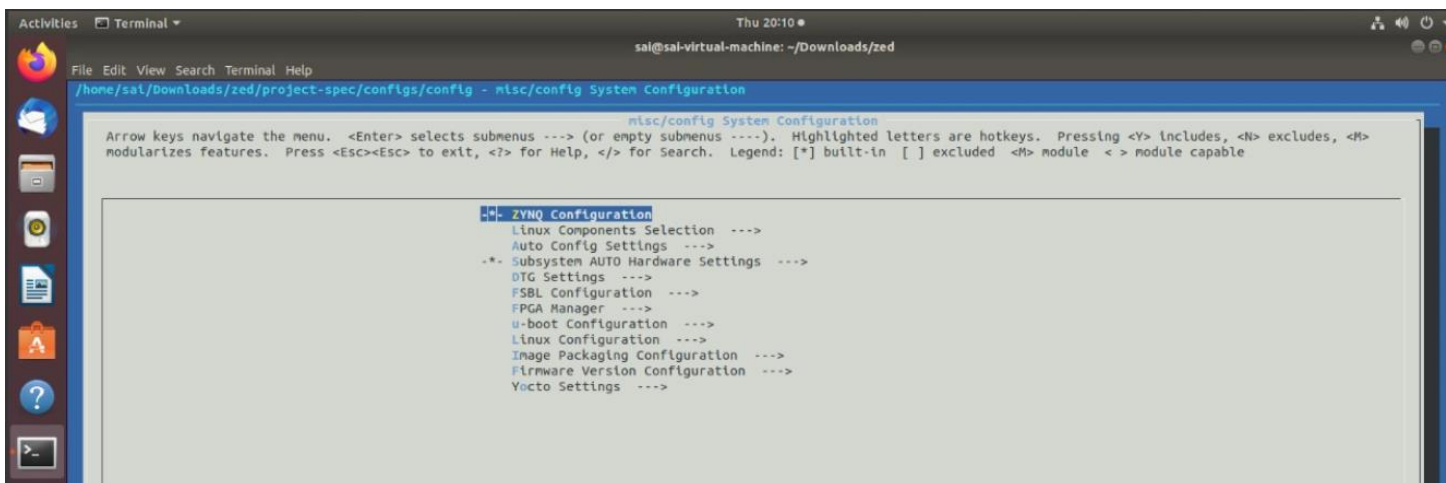 Activities Terminal Thu 20:10
sai@sai-virtual-machine: ~/Downloads/zed
File Edit View Search Terminal Help
/home/sai/Downloads/zed/project-spec/configs/config - misc/config System Configuration
misc/config System Configuration
Arrow keys navigate the menu. <Enter> selects submenus ---> (or empty submenus ----). Highlighted letters are hotkeys. Pressing <Y> includes, <N> excludes, <M>
modularizes features. Press <Esc><Esc> to exit, <?> for Help, </> for Search. Legend: [*] built-in [ ] excluded <M> module < > module capable
-*- ZYNQ Configuration
Linux Components Selection --->
Auto Config Settings --->
-*- Subsystem AUTO Hardware Settings --->
DTG Settings --->
FSBL Configuration --->
FPGA Manager --->
u-boot Configuration --->
Linux Configuration --->
Image Packaging Configuration --->
Firmware Version Configuration --->
Yocto Settings --->